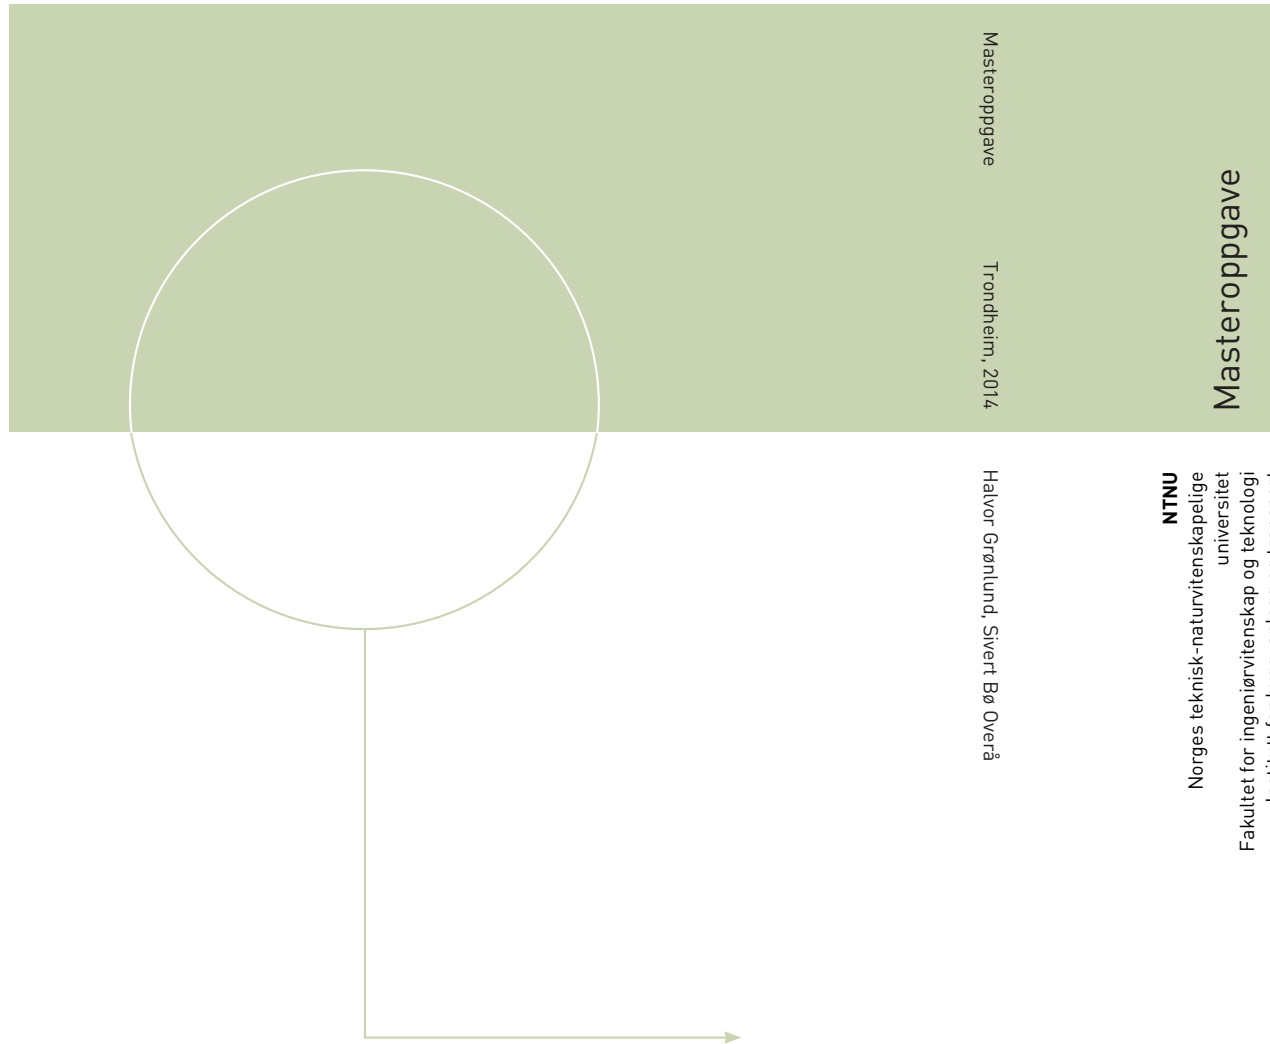 Masteroppgave
Trondheim, 2014
Halvor Grønlund, Sivert Bø Overå
Masteroppgave
NTNU
Norges teknisk-naturvitenskapelige
universitet
Fakultet for ingeniørvitenskap og teknologi